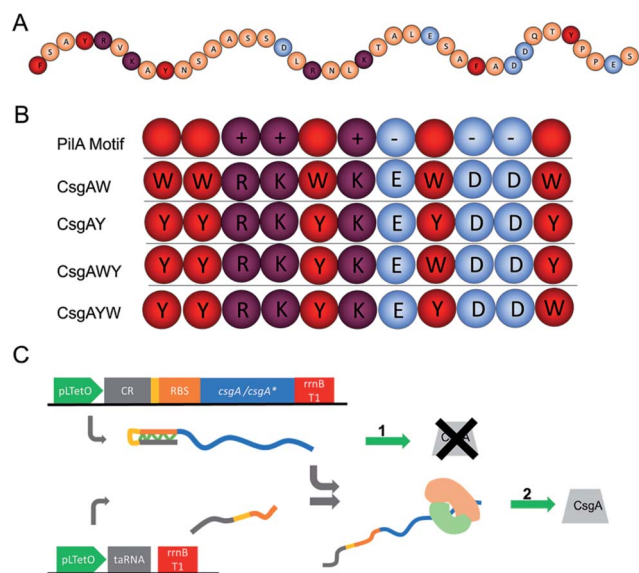 A
F S A Y R V K A Y N S A A S S D L R N L K T A L E S A F A D D Q T Y P P E S
B
PilA Motif + + + - - -
CsgAW W W R K W K E W D D W
CsgAY Y Y R K Y K E Y D D Y
CsgAWY Y Y R K Y K E W D D Y
CsgAYW Y Y R K Y K E Y D D W
C
pLTetO CR RBS csgA/csgA* rrnB
T1
1
2
CsgA
pLTetO taRNA rrnB
T1